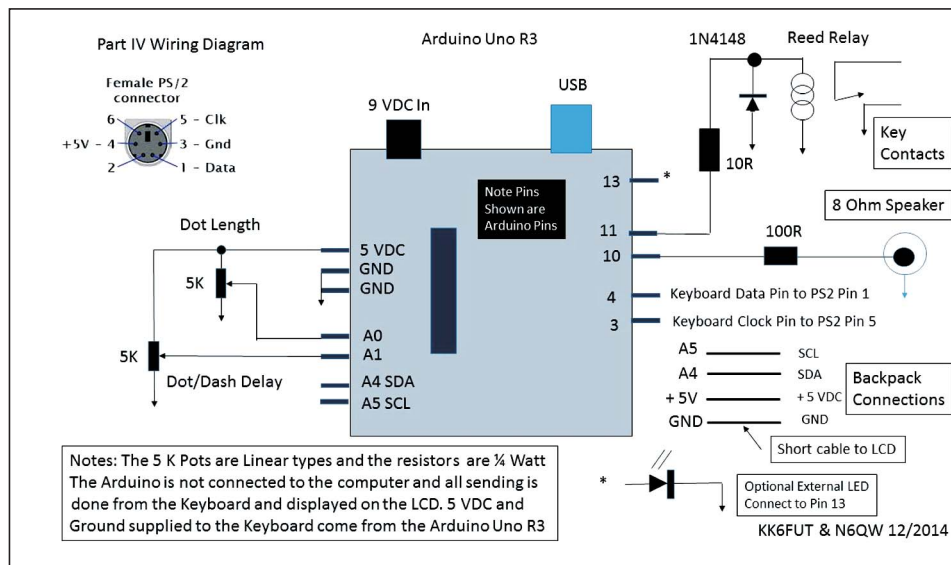 Part IV Wiring Diagram
Arduino Uno R3
1N4148
Reed Relay
Female PS/2
connector
6
5 - Clk
+5V - 4
3 - Gnd
2
1 - Data
9 VDC In
USB
Key
Contacts
10R
13
*
Note Pins
Shown are
Arduino Pins
8 Ohm Speaker
Dot Length
11
100R
5 VDC
10
GND
5K
GND
4
Keyboard Data Pin to PS2 Pin 1
3
Keyboard Clock Pin to PS2 Pin 5
A0
5K
A1
Dot/Dash Delay
A4 SDA
A5 SCL
A5
SCL
A4
SDA
+ 5V
+ 5 VDC
GND
GND
Backpack
Connections
Short cable to LCD
Notes: The 5 K Pots are Linear types and the resistors are ¼ Watt
The Arduino is not connected to the computer and all sending is
done from the Keyboard and displayed on the LCD. 5 VDC and
Ground supplied to the Keyboard come from the Arduino Uno R3
*
Optional External LED
Connect to Pin 13
KK6FUT & N6QW 12/2014